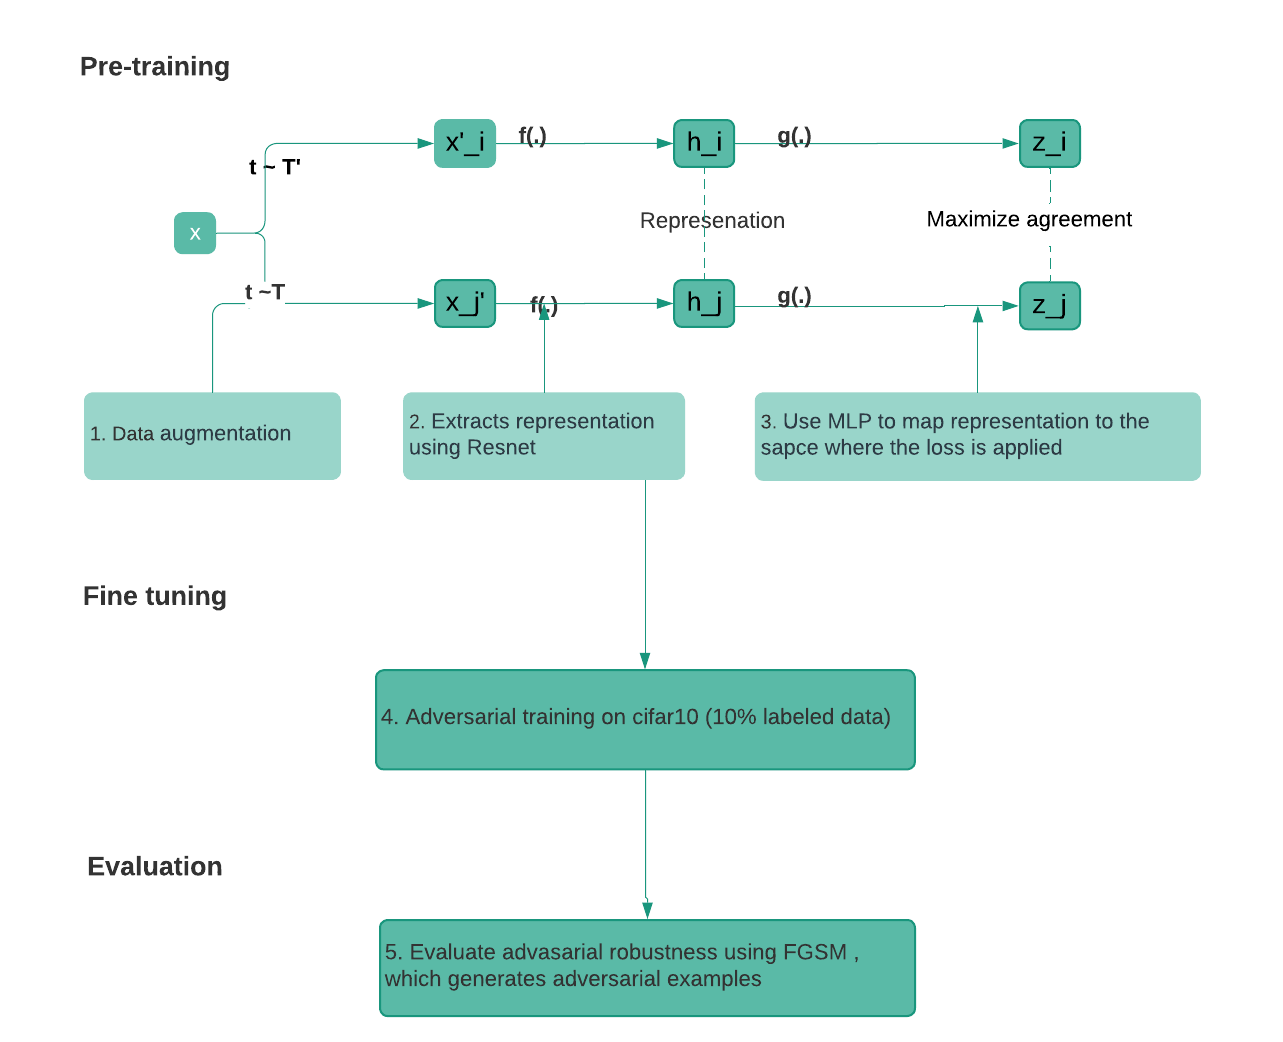 Pre-training
x'_i
f(.)
h_i
g(.)
z_i
t ~ T'
x
Represenation
Maximize agreement
t ~T
x_j'
f(.)
h_j
g(.)
z_j
1. Data augmentation
2. Extracts representation
using Resnet
3. Use MLP to map representation to the
sapce where the loss is applied
Fine tuning
4. Adversarial training on cifar10 (10% labeled data)
Evaluation
5. Evaluate advasarial robustness using FGSM ,
which generates adversarial examples